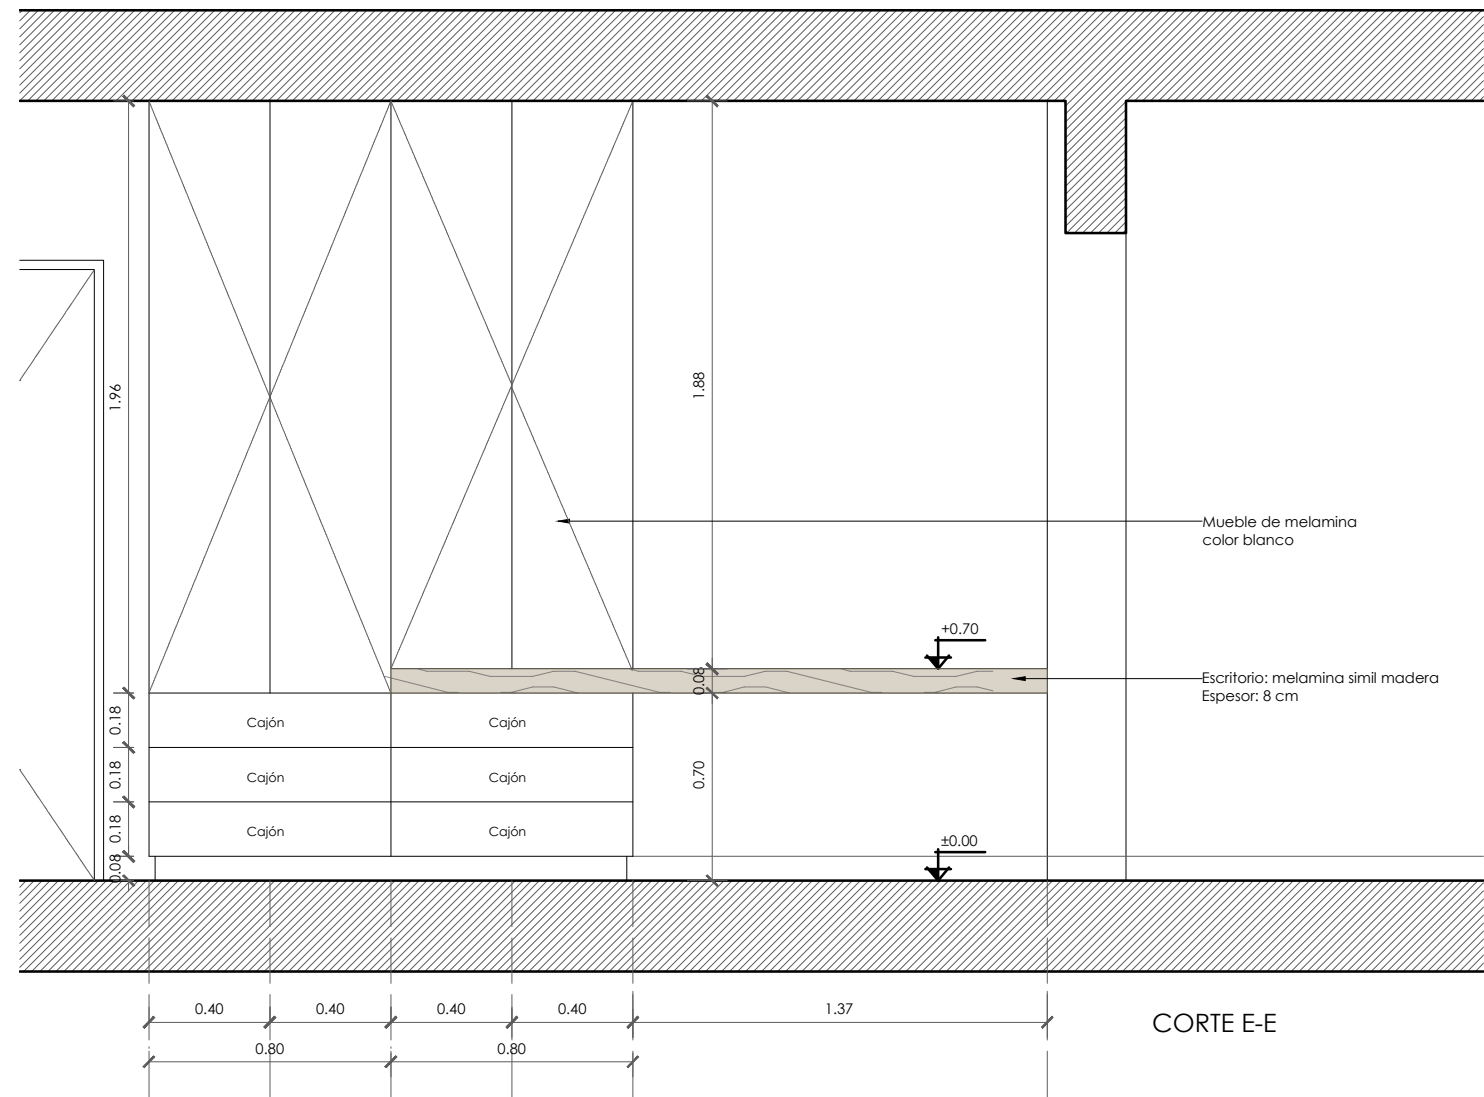 1.96
1.88
Mueble de melamina
color blanco
+0.70
0.08
Escritorio: melamina simil madera
Espesor: 8 cm
0.18
Cajón
Cajón
0.18
Cajón
Cajón
0.70
0.18
Cajón
Cajón
±0.00
0.08
0.40
0.40
0.40
0.40
1.37
CORTE E-E
0.80
0.80